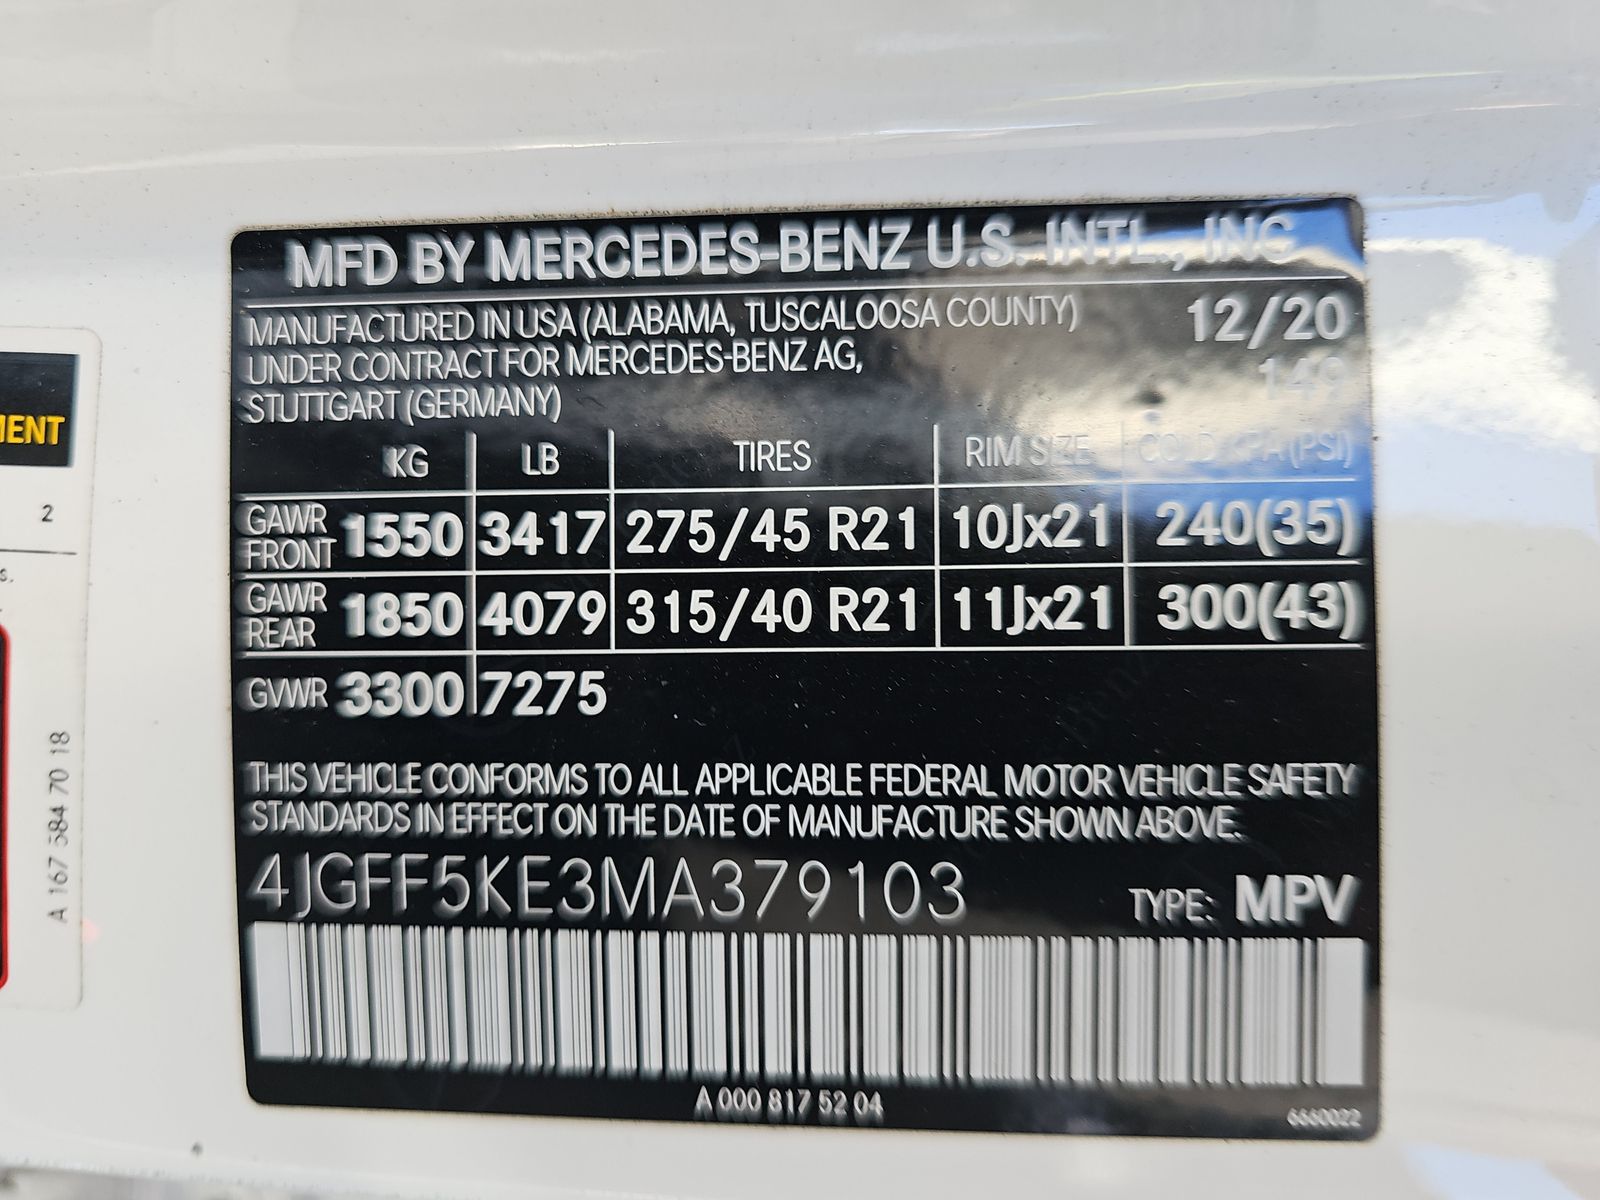 MFD BY MERCEDES-BENZ U.S. INTL., INC
MANUFACTURED IN USA (ALABAMA, TUSCALOOSA COUNTY) 12/20
UNDER CONTRACT FOR MERCEDES-BENZ AG, 149
STUTTGART (GERMANY)
KG LB TIRES RIM SIZE COLD KPA (PSI)
GAWR FRONT 1550 3417 275/45 R21 10Jx21 240(35)
GAWR REAR 1850 4079 315/40 R21 11Jx21 300(43)
GVWR 3300 7275
THIS VEHICLE CONFORMS TO ALL APPLICABLE FEDERAL MOTOR VEHICLE SAFETY
STANDARDS IN EFFECT ON THE DATE OF MANUFACTURE SHOWN ABOVE.
4JGFF5KE3MA379103 TYPE: MPV
A 000 817 52 04
6660022
MENT
2
s.
A 167 584 70 18